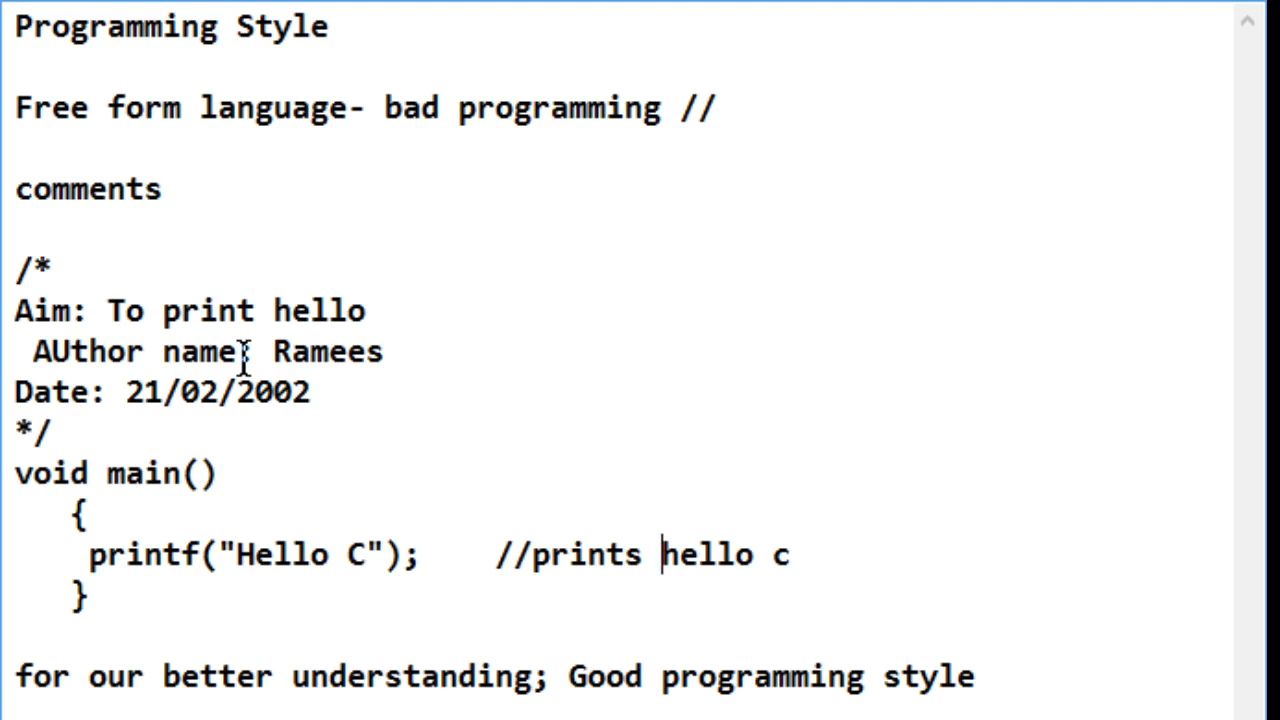 Programming Style
Free form language- bad programming //
comments
/*
Aim: To print hello
AUthor name: Ramees
Date: 21/02/2002
*/
void main()
{
printf("Hello C");    //prints hello c
}
for our better understanding; Good programming style